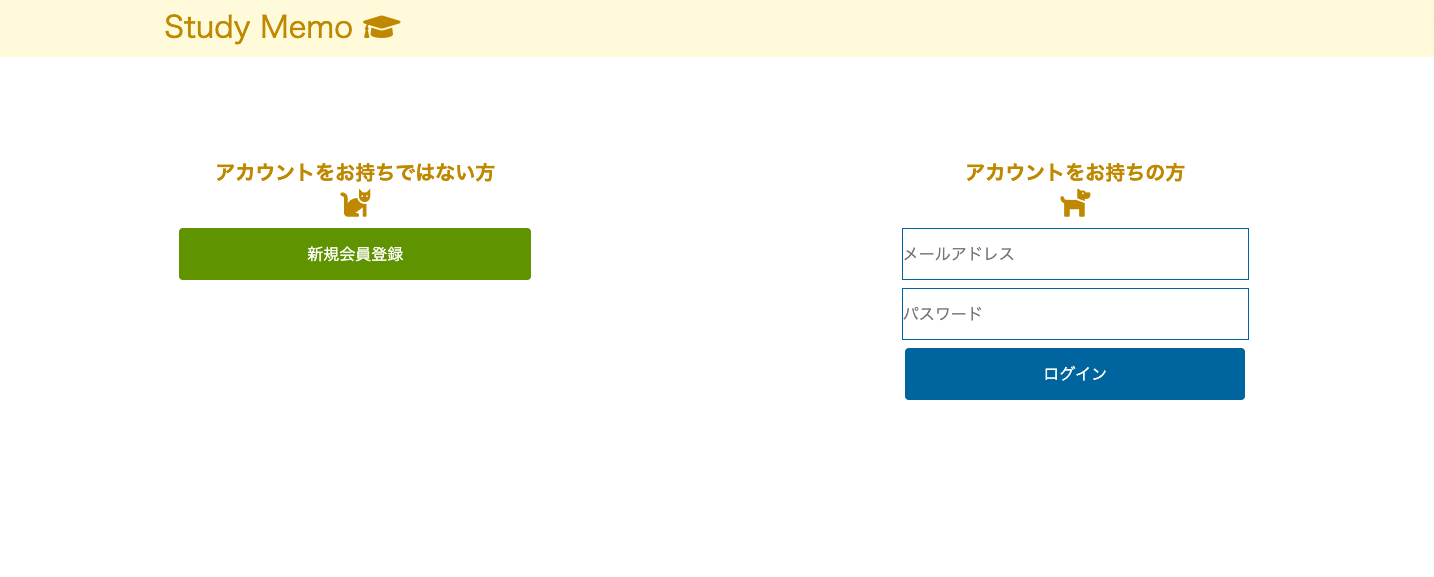 Study Memo
アカウントをお持ちではない方
新規会員登録
アカウントをお持ちの方
メールアドレス
パスワード
ログイン